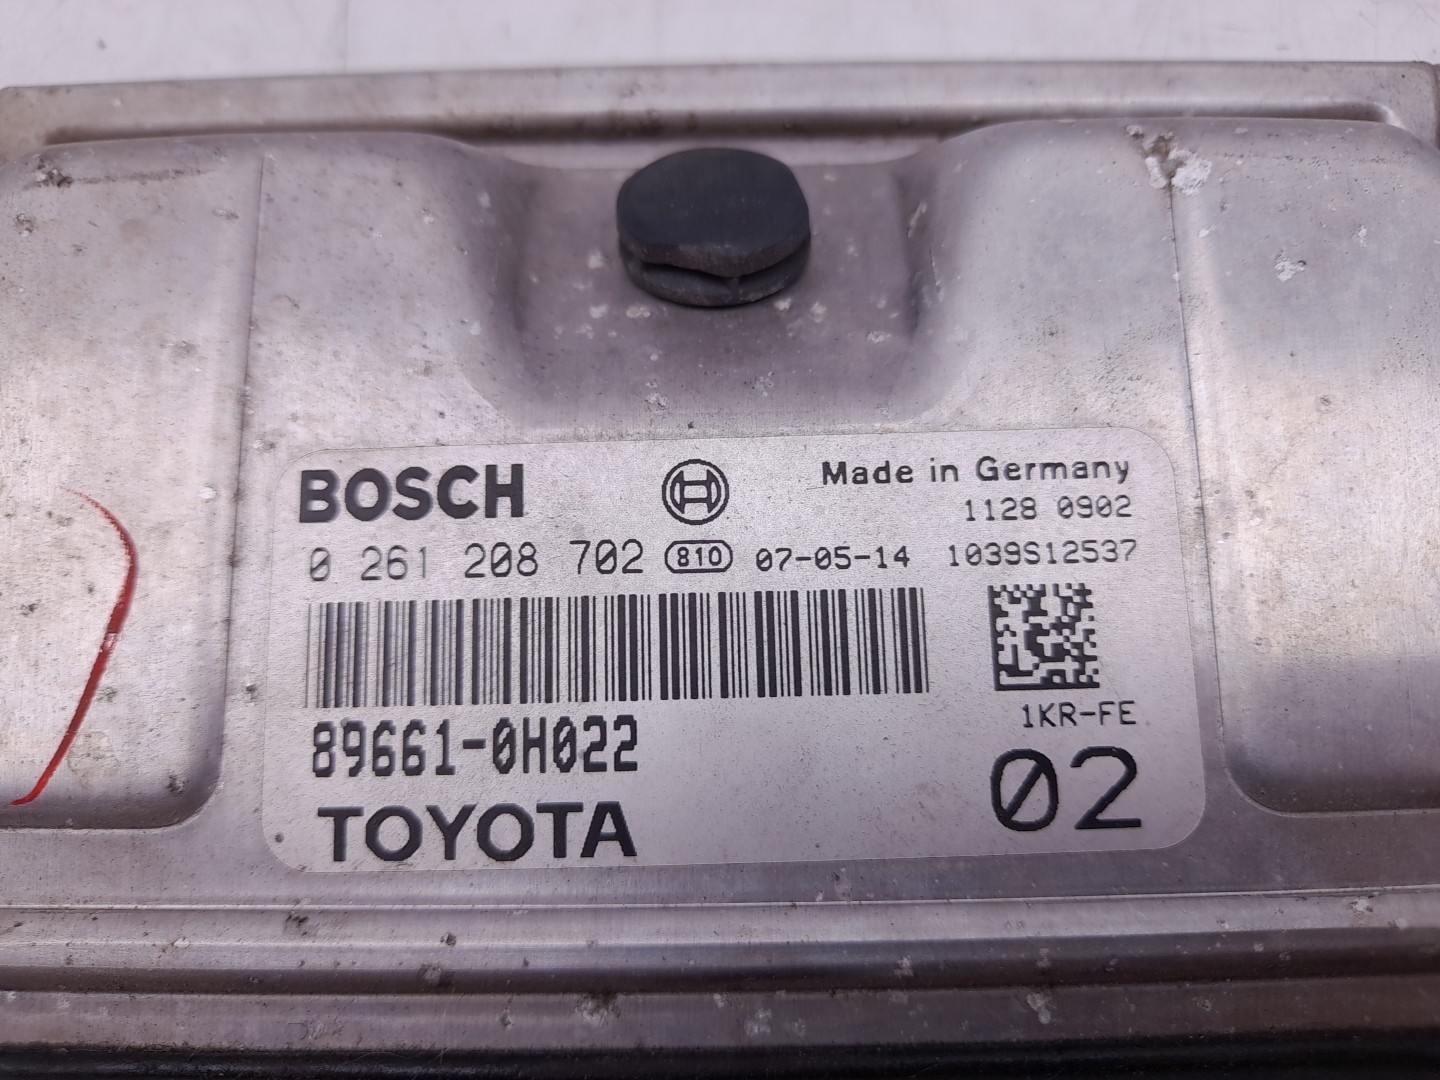 BOSCH Made in Germany
1128 0902
0 261 208 702 810 07-05-14 1039S12537
1KR-FE
89661-0H022
02
TOYOTA